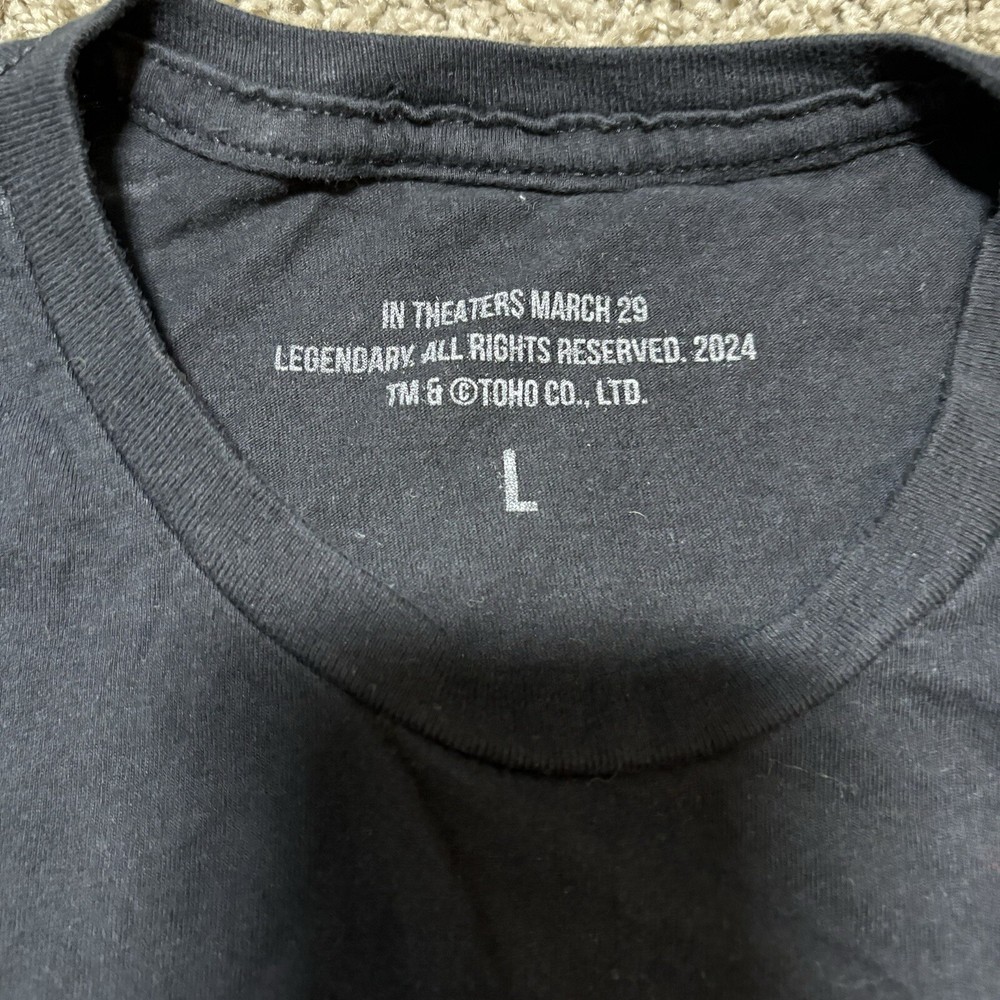 IN THEATERS MARCH 29
LEGENDARY. ALL RIGHTS RESERVED. 2024
TM & ©TOHO CO., LTD.
L